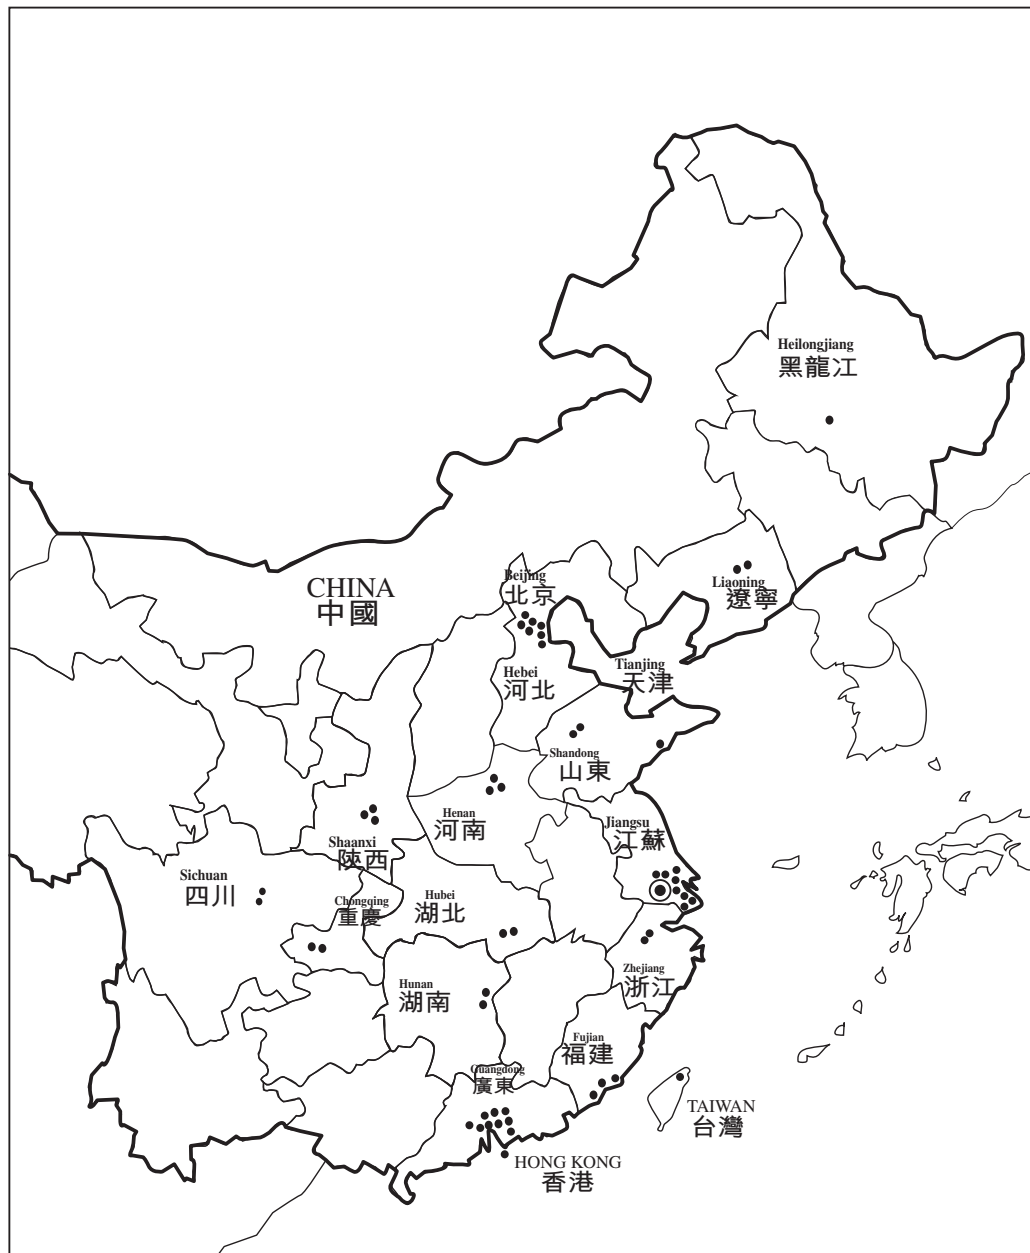 Heilongjiang
黑龍江
Beijing
北京
Liaoning
遼寧
CHINA
中國
Hebei
河北
Tianjing
天津
Shandong
山東
Henan
河南
Jiangsu
江蘇
Shaanxi
陝西
Sichuan
四川
Chongqing
重慶
Hubei
湖北
Hunan
湖南
Zhejiang
浙江
Fujian
福建
Guangdong
廣東
TAIWAN
台灣
HONG KONG
香港